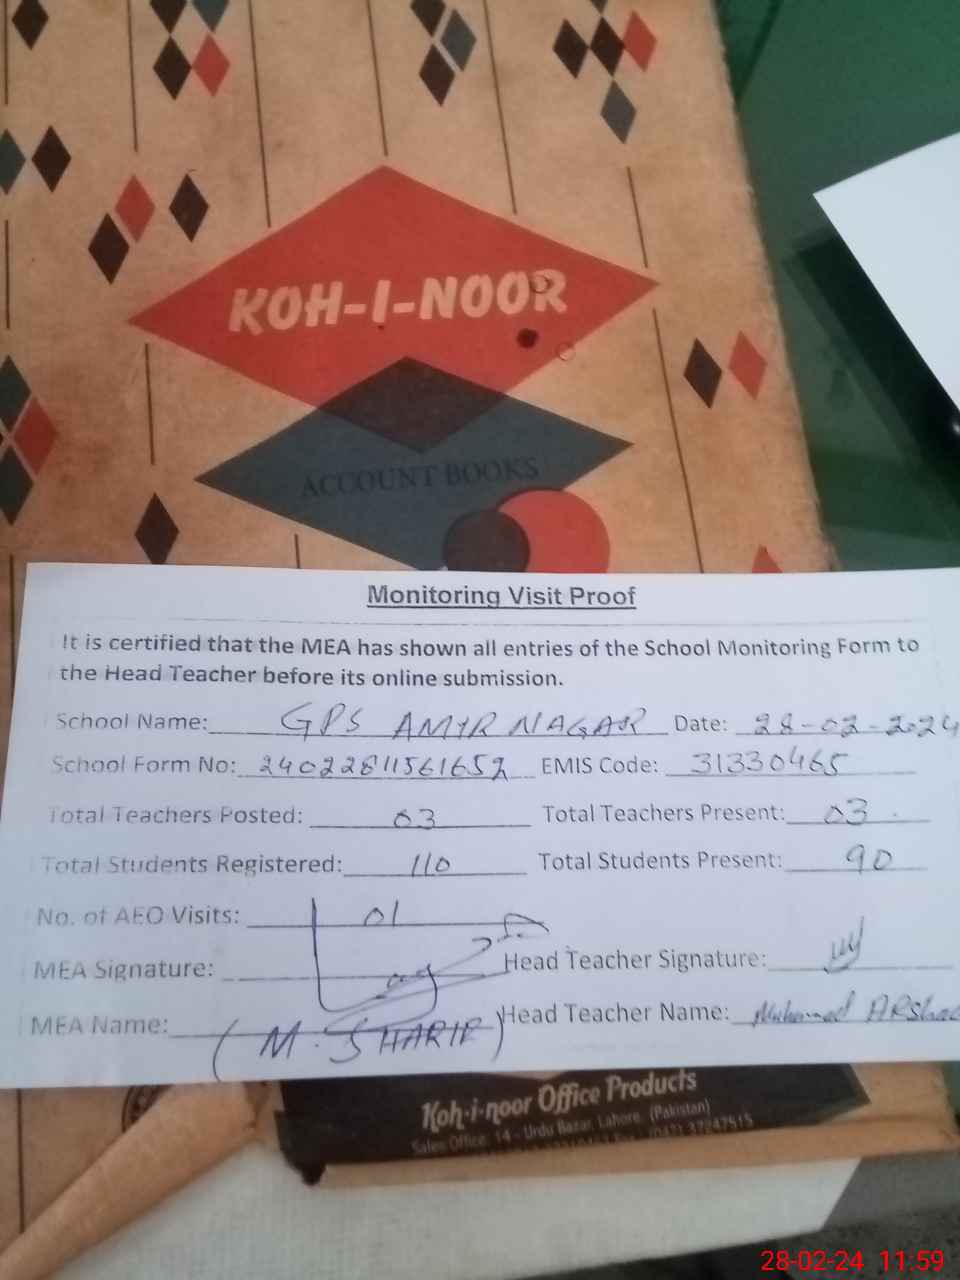 KOH-I-NOOR
ACCOUNT BOOKS
Monitoring Visit Proof
It is certified that the MEA has shown all entries of the School Monitoring Form to
the Head Teacher before its online submission.
School Name: GPS AMIR NAGAR Date: 28-02-2024
School Form No: 24022811561652 EMIS Code: 31330465
Total Teachers Posted: 03 Total Teachers Present: 03
Total Students Registered: 110 Total Students Present: 90
No. of AEO Visits: 01
MEA Signature: Head Teacher Signature:
MEA Name: (M. SHARIF) Head Teacher Name: Muhammad ARSha
Koh-i-noor Office Products
Sales Office: 14 - Urdu Bazar, Lahore. (Pakistan)
(042) 37247515
28-02-24 11:59